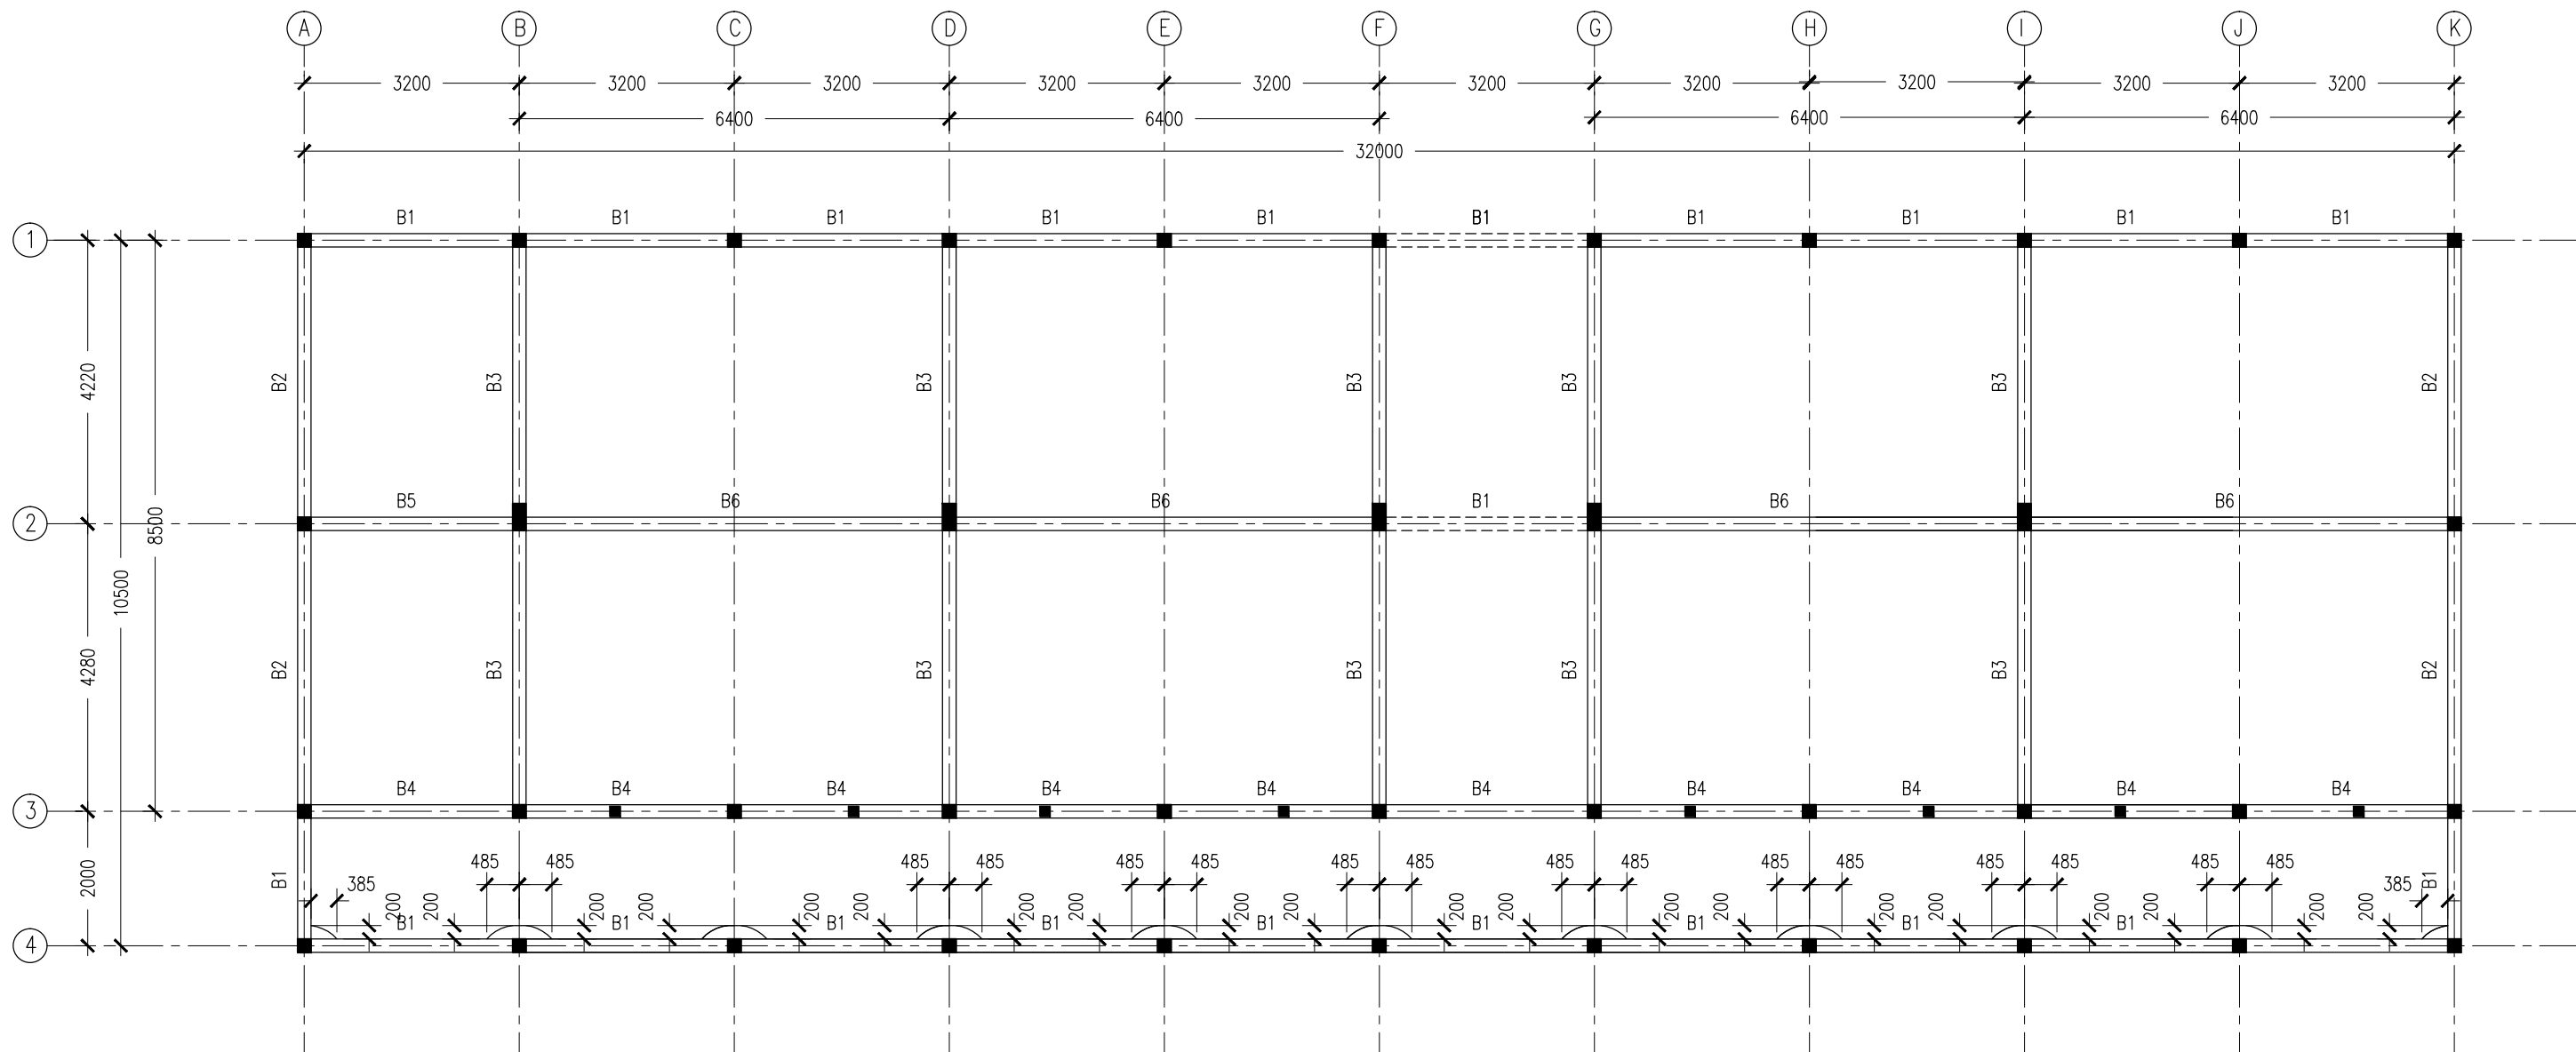 A B C D E F G H I J K
3200 3200 3200 3200 3200 3200 3200 3200 3200 3200
6400 6400 6400 6400
32000
B1 B1 B1 B1 B1 B1 B1 B1 B1 B1
1
4220 B2 B3 B3 B3 B3 B3 B2
B5 B6 B6 B1 B6 B6
2
8500
10500
4280 B2 B3 B3 B3 B3 B3 B2
B4 B4 B4 B4 B4 B4 B4 B4 B4 B4
3
485 485 485 485 485 485 485 485 485 485 485 485 485 485 485 485
2000 B1 385 385 B1
200 200 200 200 200 200 200 200 200 200 200 200 200 200 200 200 200 200 200 200
B1 B1 B1 B1 B1 B1 B1 B1 B1
4